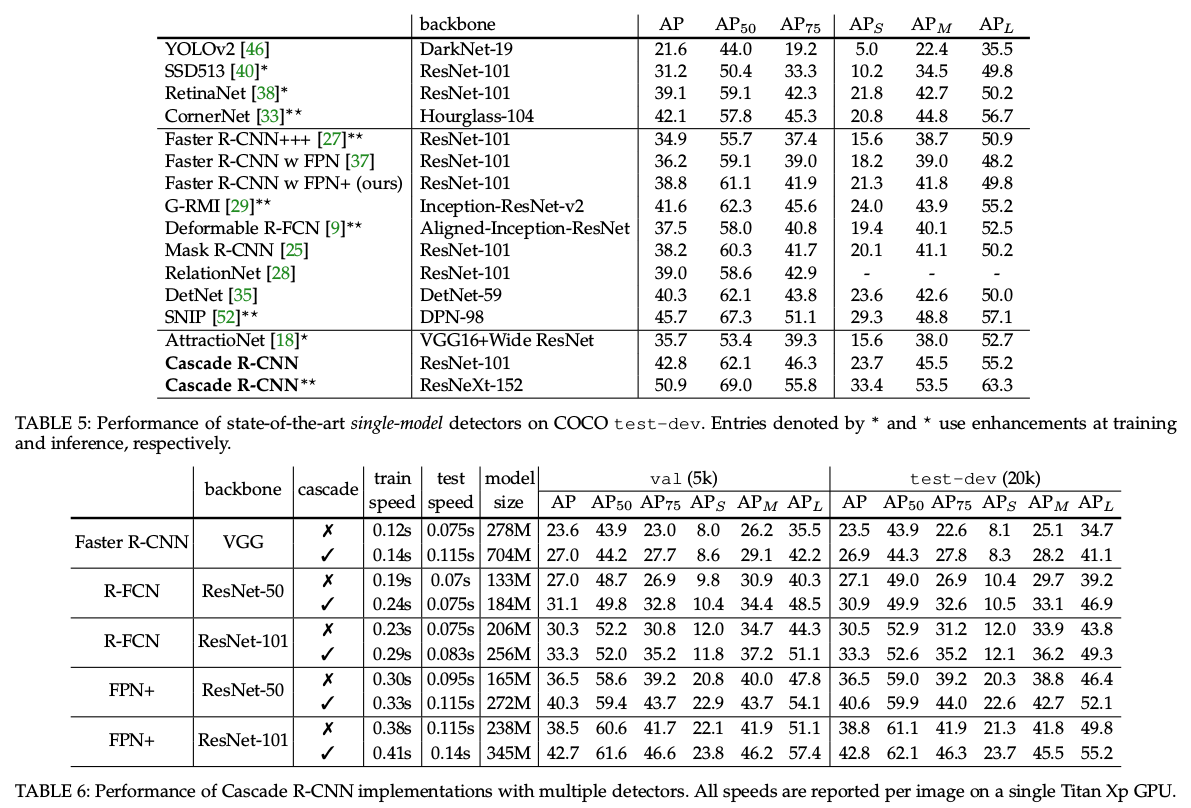 backbone AP AP50 AP75 APS APM APL
YOLOv2 [46] DarkNet-19 21.6 44.0 19.2 5.0 22.4 35.5
SSD513 [40]* ResNet-101 31.2 50.4 33.3 10.2 34.5 49.8
RetinaNet [38]* ResNet-101 39.1 59.1 42.3 21.8 42.7 50.2
CornerNet [33]** Hourglass-104 42.1 57.8 45.3 20.8 44.8 56.7
Faster R-CNN+++ [27]** ResNet-101 34.9 55.7 37.4 15.6 38.7 50.9
Faster R-CNN w FPN [37] ResNet-101 36.2 59.1 39.0 18.2 39.0 48.2
Faster R-CNN w FPN+ (ours) ResNet-101 38.8 61.1 41.9 21.3 41.8 49.8
G-RMI [29]** Inception-ResNet-v2 41.6 62.3 45.6 24.0 43.9 55.2
Deformable R-FCN [9]** Aligned-Inception-ResNet 37.5 58.0 40.8 19.4 40.1 52.5
Mask R-CNN [25] ResNet-101 38.2 60.3 41.7 20.1 41.1 50.2
RelationNet [28] ResNet-101 39.0 58.6 42.9 - - -
DetNet [35] DetNet-59 40.3 62.1 43.8 23.6 42.6 50.0
SNIP [52]** DPN-98 45.7 67.3 51.1 29.3 48.8 57.1
AttractioNet [18]* VGG16+Wide ResNet 35.7 53.4 39.3 15.6 38.0 52.7
Cascade R-CNN ResNet-101 42.8 62.1 46.3 23.7 45.5 55.2
Cascade R-CNN** ResNeXt-152 50.9 69.0 55.8 33.4 53.5 63.3
TABLE 5: Performance of state-of-the-art single-model detectors on COCO test-dev. Entries denoted by * and * use enhancements at training
and inference, respectively.
backbone cascade train speed test speed model size val (5k) test-dev (20k)
AP AP50 AP75 APS APM APL AP AP50 AP75 APS APM APL
Faster R-CNN VGG ✗ 0.12s 0.075s 278M 23.6 43.9 23.0 8.0 26.2 35.5 23.5 43.9 22.6 8.1 25.1 34.7
✓ 0.14s 0.115s 704M 27.0 44.2 27.7 8.6 29.1 42.2 26.9 44.3 27.8 8.3 28.2 41.1
R-FCN ResNet-50 ✗ 0.19s 0.07s 133M 27.0 48.7 26.9 9.8 30.9 40.3 27.1 49.0 26.9 10.4 29.7 39.2
✓ 0.24s 0.075s 184M 31.1 49.8 32.8 10.4 34.4 48.5 30.9 49.9 32.6 10.5 33.1 46.9
R-FCN ResNet-101 ✗ 0.23s 0.075s 206M 30.3 52.2 30.8 12.0 34.7 44.3 30.5 52.9 31.2 12.0 33.9 43.8
✓ 0.29s 0.083s 256M 33.3 52.0 35.2 11.8 37.2 51.1 33.3 52.6 35.2 12.1 36.2 49.3
FPN+ ResNet-50 ✗ 0.30s 0.095s 165M 36.5 58.6 39.2 20.8 40.0 47.8 36.5 59.0 39.2 20.3 38.8 46.4
✓ 0.33s 0.115s 272M 40.3 59.4 43.7 22.9 43.7 54.1 40.6 59.9 44.0 22.6 42.7 52.1
FPN+ ResNet-101 ✗ 0.38s 0.115s 238M 38.5 60.6 41.7 22.1 41.9 51.1 38.8 61.1 41.9 21.3 41.8 49.8
✓ 0.41s 0.14s 345M 42.7 61.6 46.6 23.8 46.2 57.4 42.8 62.1 46.3 23.7 45.5 55.2
TABLE 6: Performance of Cascade R-CNN implementations with multiple detectors. All speeds are reported per image on a single Titan Xp GPU.